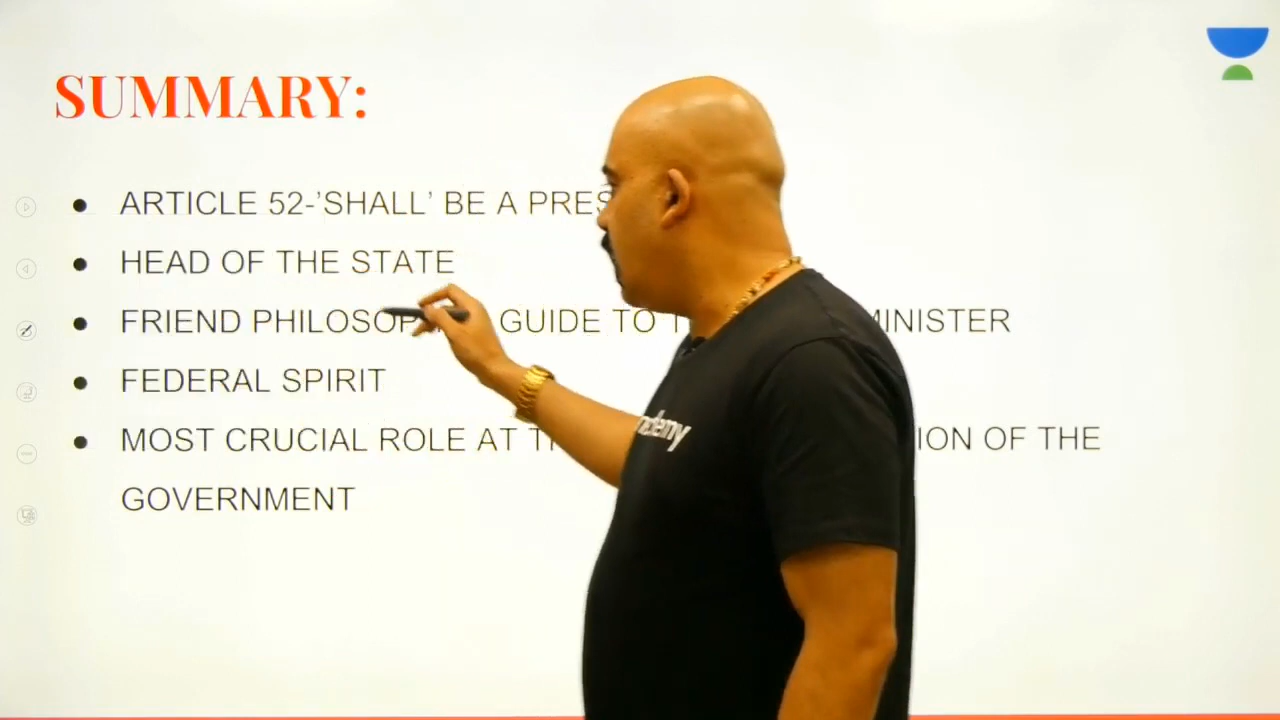 SUMMARY:
ARTICLE 52-'SHALL' BE A
HEAD OF THE STATE
FRIEND GUIDE TO
FEDERAL SPIRIT
MOST CRUCIAL ROLE AT OF THE
GOVERNMENT